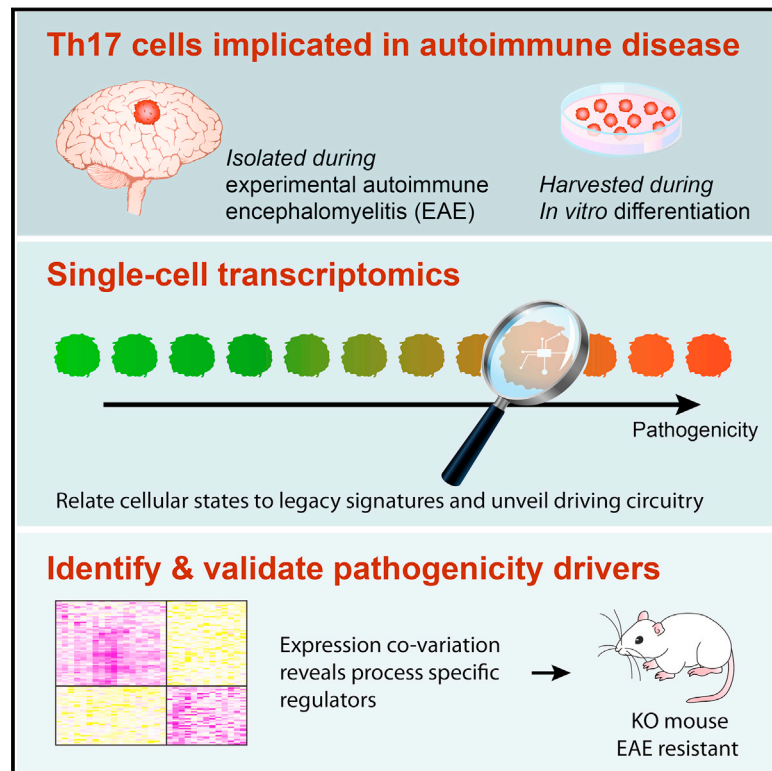 Th17 cells implicated in autoimmune disease
Isolated during
experimental autoimmune
encephalomyelitis (EAE)
Harvested during
In vitro differentiation
Single-cell transcriptomics
Pathogenicity
Relate cellular states to legacy signatures and unveil driving circuitry
Identify & validate pathogenicity drivers
Expression co-variation
reveals process specific
regulators
KO mouse
EAE resistant